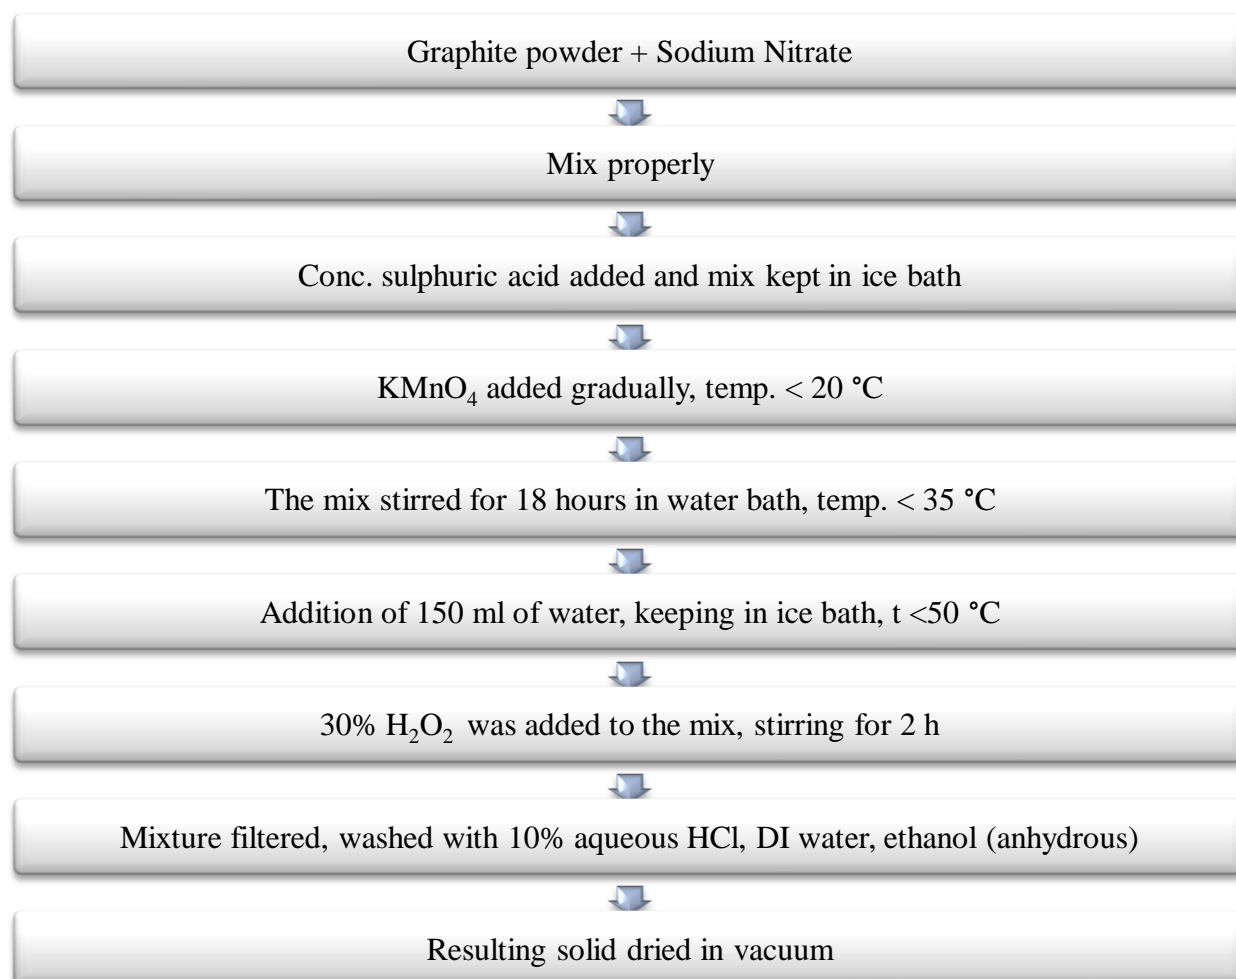 Graphite powder + Sodium Nitrate
Mix properly
Conc. sulphuric acid added and mix kept in ice bath
KMnO₄ added gradually, temp. < 20 °C
The mix stirred for 18 hours in water bath, temp. < 35 °C
Addition of 150 ml of water, keeping in ice bath, t <50 °C
30% H₂O₂ was added to the mix, stirring for 2 h
Mixture filtered, washed with 10% aqueous HCl, DI water, ethanol (anhydrous)
Resulting solid dried in vacuum